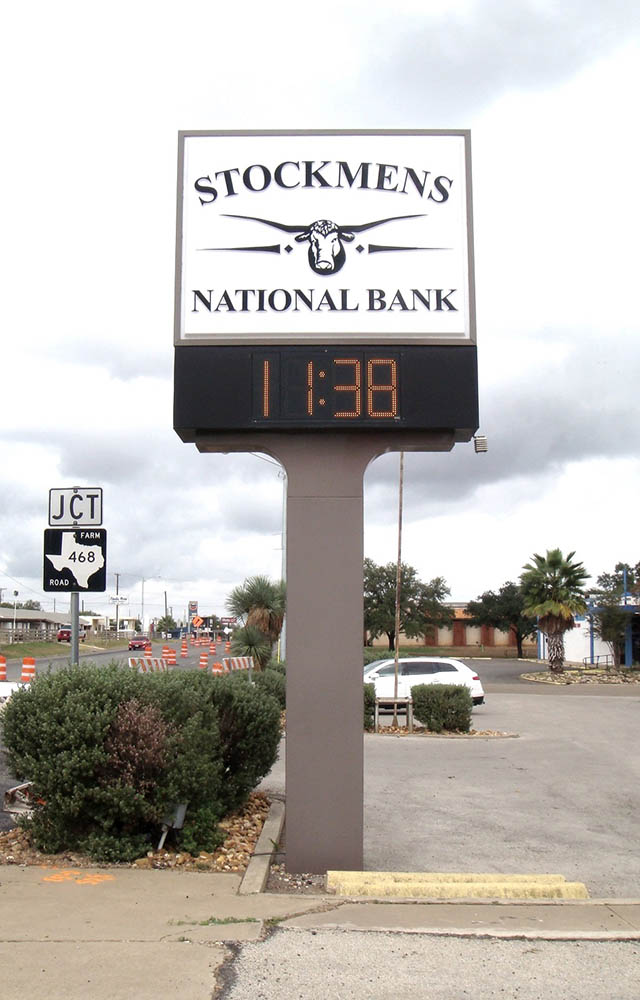 STOCKMENS
NATIONAL BANK
11:38
JCT
FARM
468
ROAD